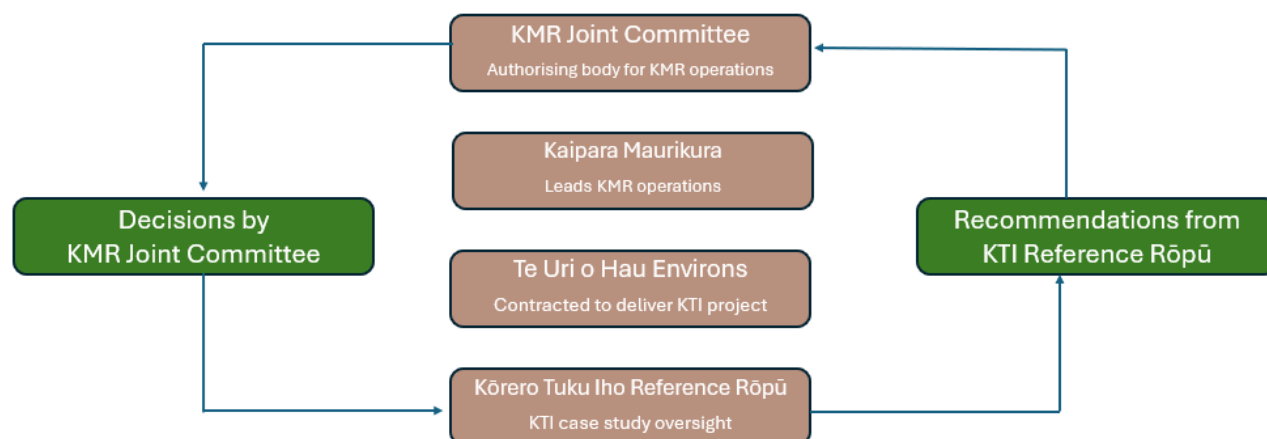 KMR Joint Committee
Authorising body for KMR operations
Kaipara Maurikura
Leads KMR operations
Decisions by
KMR Joint Committee
Recommendations from
KTI Reference Rōpū
Te Uri o Hau Environs
Contracted to deliver KTI project
Kōrero Tuku Iho Reference Rōpū
KTI case study oversight